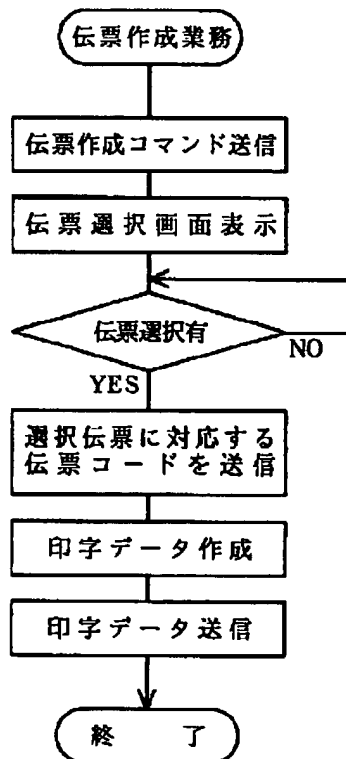 伝票作成業務
伝票作成コマンド送信
伝票選択画面表示
伝票選択有
NO
YES
選択伝票に対応する
伝票コードを送信
印字データ作成
印字データ送信
終 了